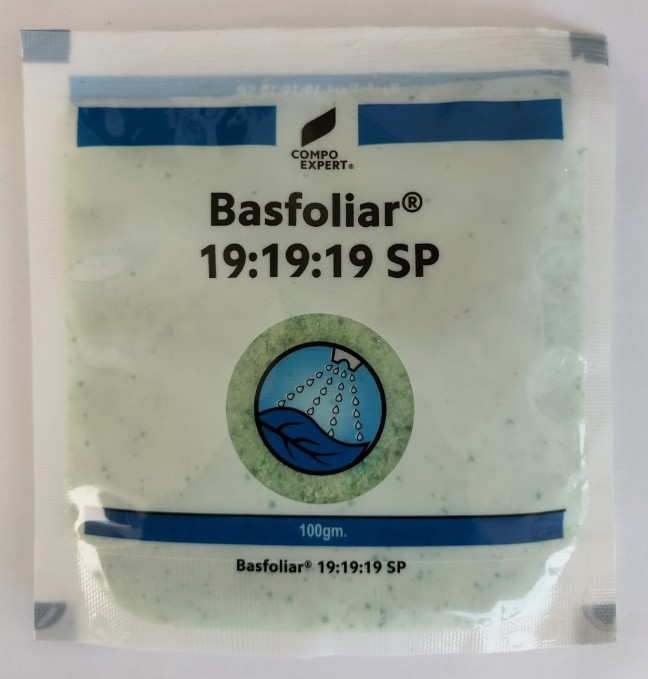 COMPO
EXPERT®
Basfoliar®
19:19:19 SP
100gm.
Basfoliar® 19:19:19 SP